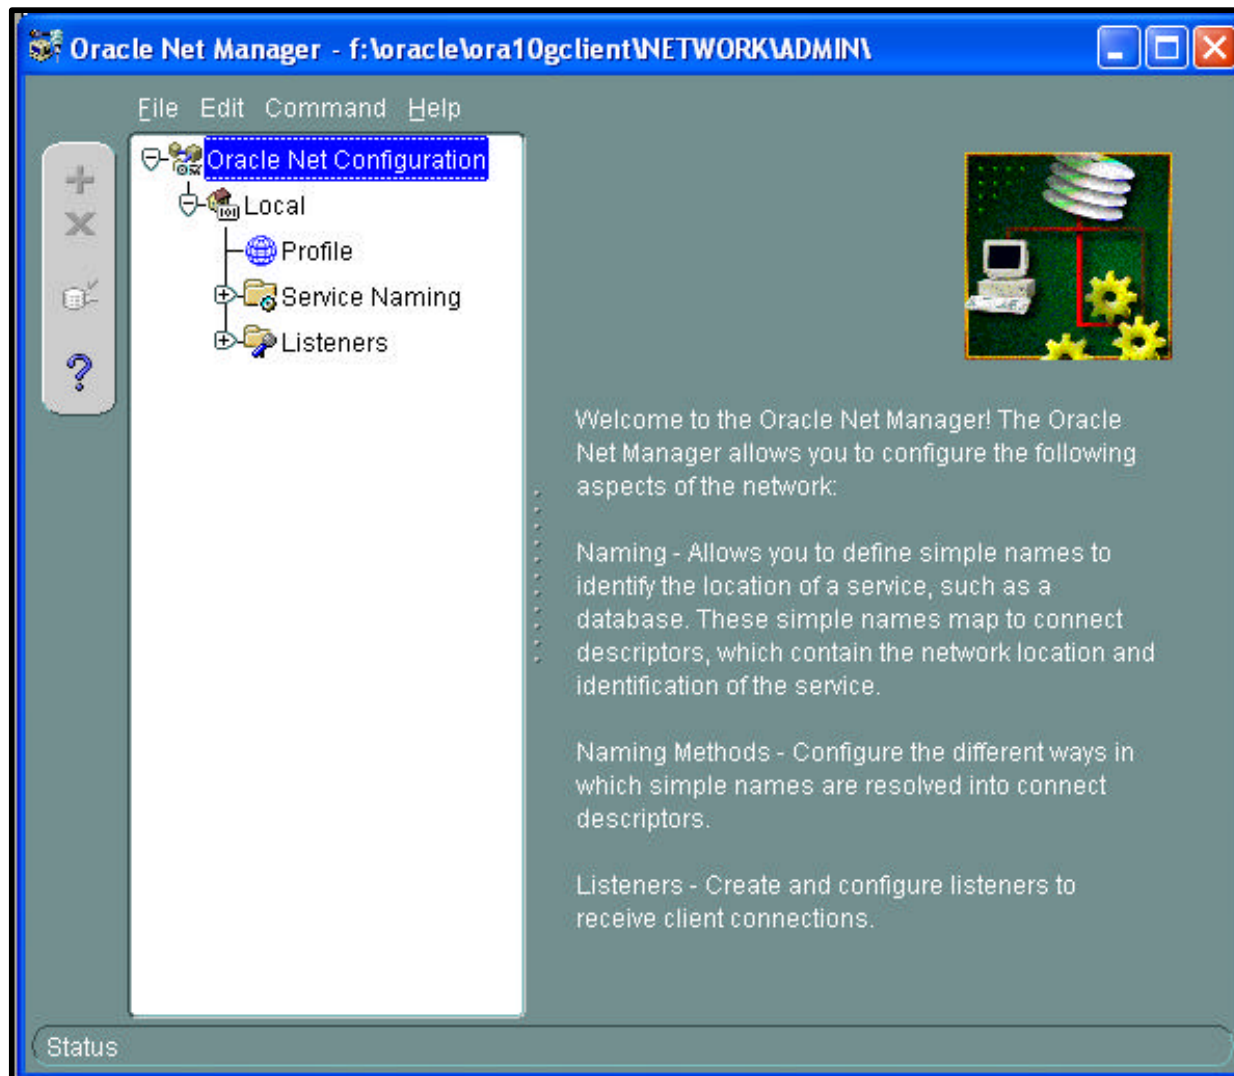 Oracle Net Manager - f:\oracle\ora10gclient\NETWORK\ADMIN\
File Edit Command Help
Oracle Net Configuration
Local
Profile
Service Naming
Listeners
Welcome to the Oracle Net Manager! The Oracle
Net Manager allows you to configure the following
aspects of the network:
Naming - Allows you to define simple names to
identify the location of a service, such as a
database. These simple names map to connect
descriptors, which contain the network location and
identification of the service.
Naming Methods - Configure the different ways in
which simple names are resolved into connect
descriptors.
Listeners - Create and configure listeners to
receive client connections.
Status